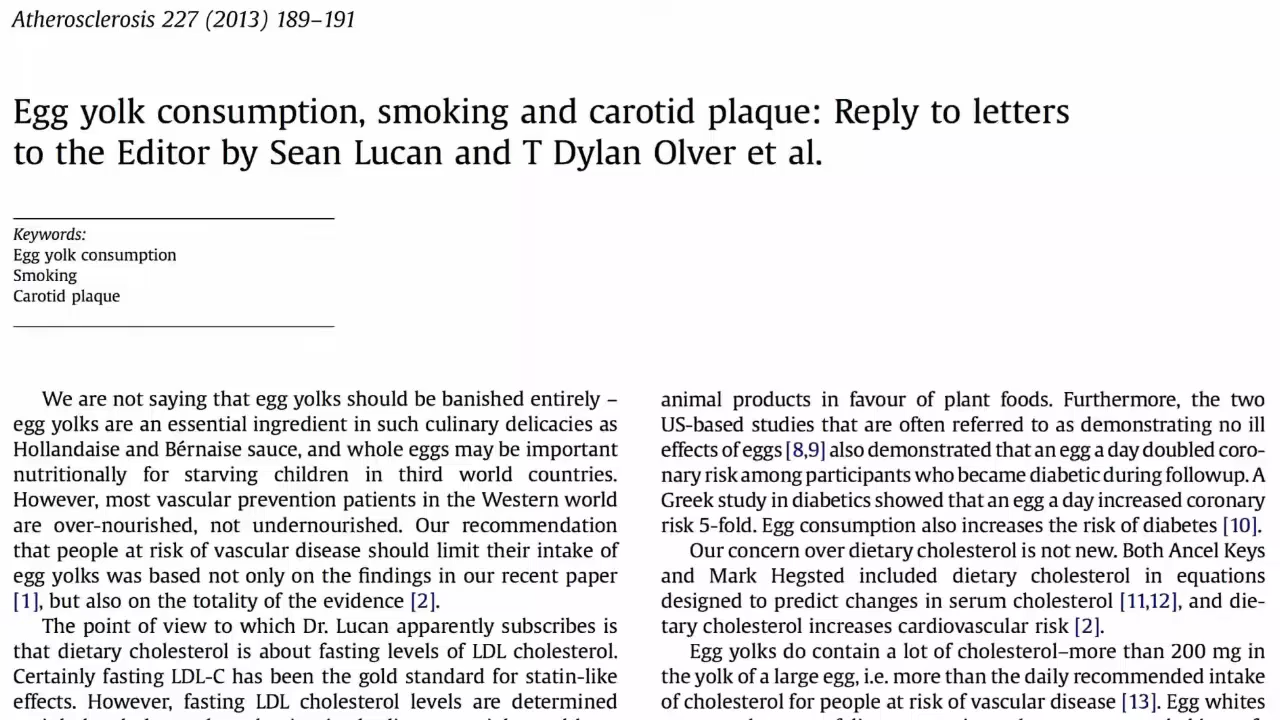 Atherosclerosis 227 (2013) 189–191
Egg yolk consumption, smoking and carotid plaque: Reply to letters
to the Editor by Sean Lucan and T Dylan Olver et al.
Keywords:
Egg yolk consumption
Smoking
Carotid plaque
We are not saying that egg yolks should be banished entirely –
egg yolks are an essential ingredient in such culinary delicacies as
Hollandaise and Bérnaise sauce, and whole eggs may be important
nutritionally for starving children in third world countries.
However, most vascular prevention patients in the Western world
are over-nourished, not undernourished. Our recommendation
that people at risk of vascular disease should limit their intake of
egg yolks was based not only on the findings in our recent paper
[1], but also on the totality of the evidence [2].
The point of view to which Dr. Lucan apparently subscribes is
that dietary cholesterol is about fasting levels of LDL cholesterol.
Certainly fasting LDL-C has been the gold standard for statin-like
effects. However, fasting LDL cholesterol levels are determined
animal products in favour of plant foods. Furthermore, the two
US-based studies that are often referred to as demonstrating no ill
effects of eggs [8,9] also demonstrated that an egg a day doubled coro-
nary risk among participants who became diabetic during followup. A
Greek study in diabetics showed that an egg a day increased coronary
risk 5-fold. Egg consumption also increases the risk of diabetes [10].
Our concern over dietary cholesterol is not new. Both Ancel Keys
and Mark Hegsted included dietary cholesterol in equations
designed to predict changes in serum cholesterol [11,12], and die-
tary cholesterol increases cardiovascular risk [2].
Egg yolks do contain a lot of cholesterol–more than 200 mg in
the yolk of a large egg, i.e. more than the daily recommended intake
of cholesterol for people at risk of vascular disease [13]. Egg whites